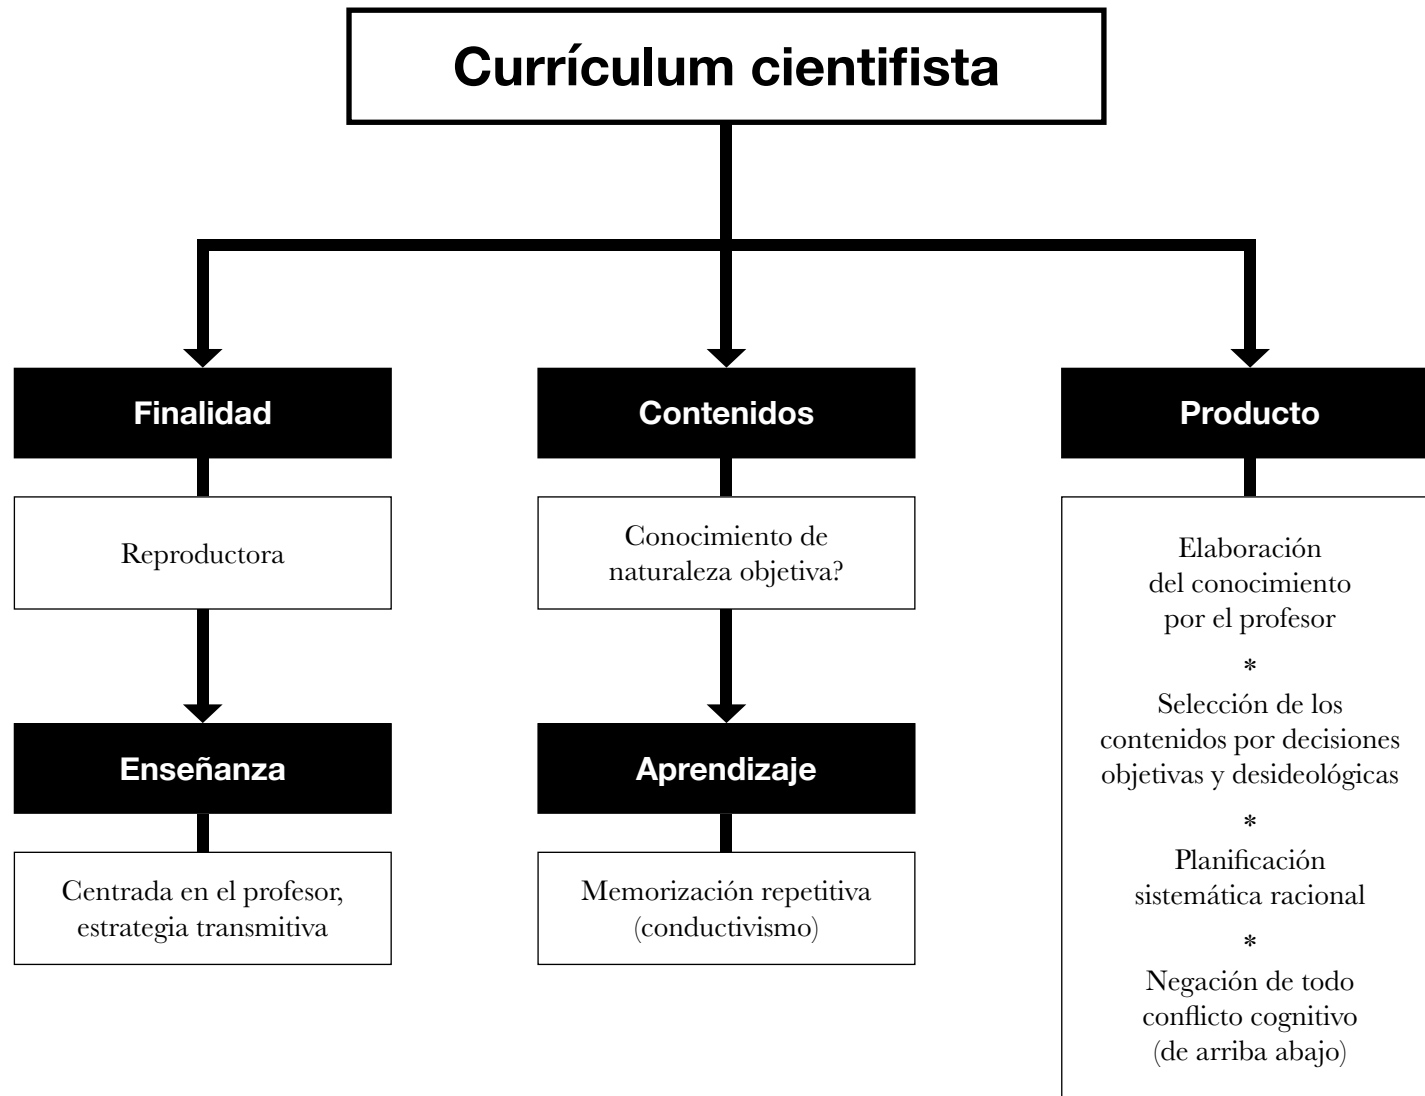 Currículum cientifista
Finalidad
Reproductora
Enseñanza
Centrada en el profesor,
estrategia transmitiva
Contenidos
Conocimiento de
naturaleza objetiva?
Aprendizaje
Memorización repetitiva
(conductivismo)
Producto
Elaboración
del conocimiento
por el profesor
*
Selección de los
contenidos por decisiones
objetivas y desideológicas
*
Planificación
sistemática racional
*
Negación de todo
conflicto cognitivo
(de arriba abajo)